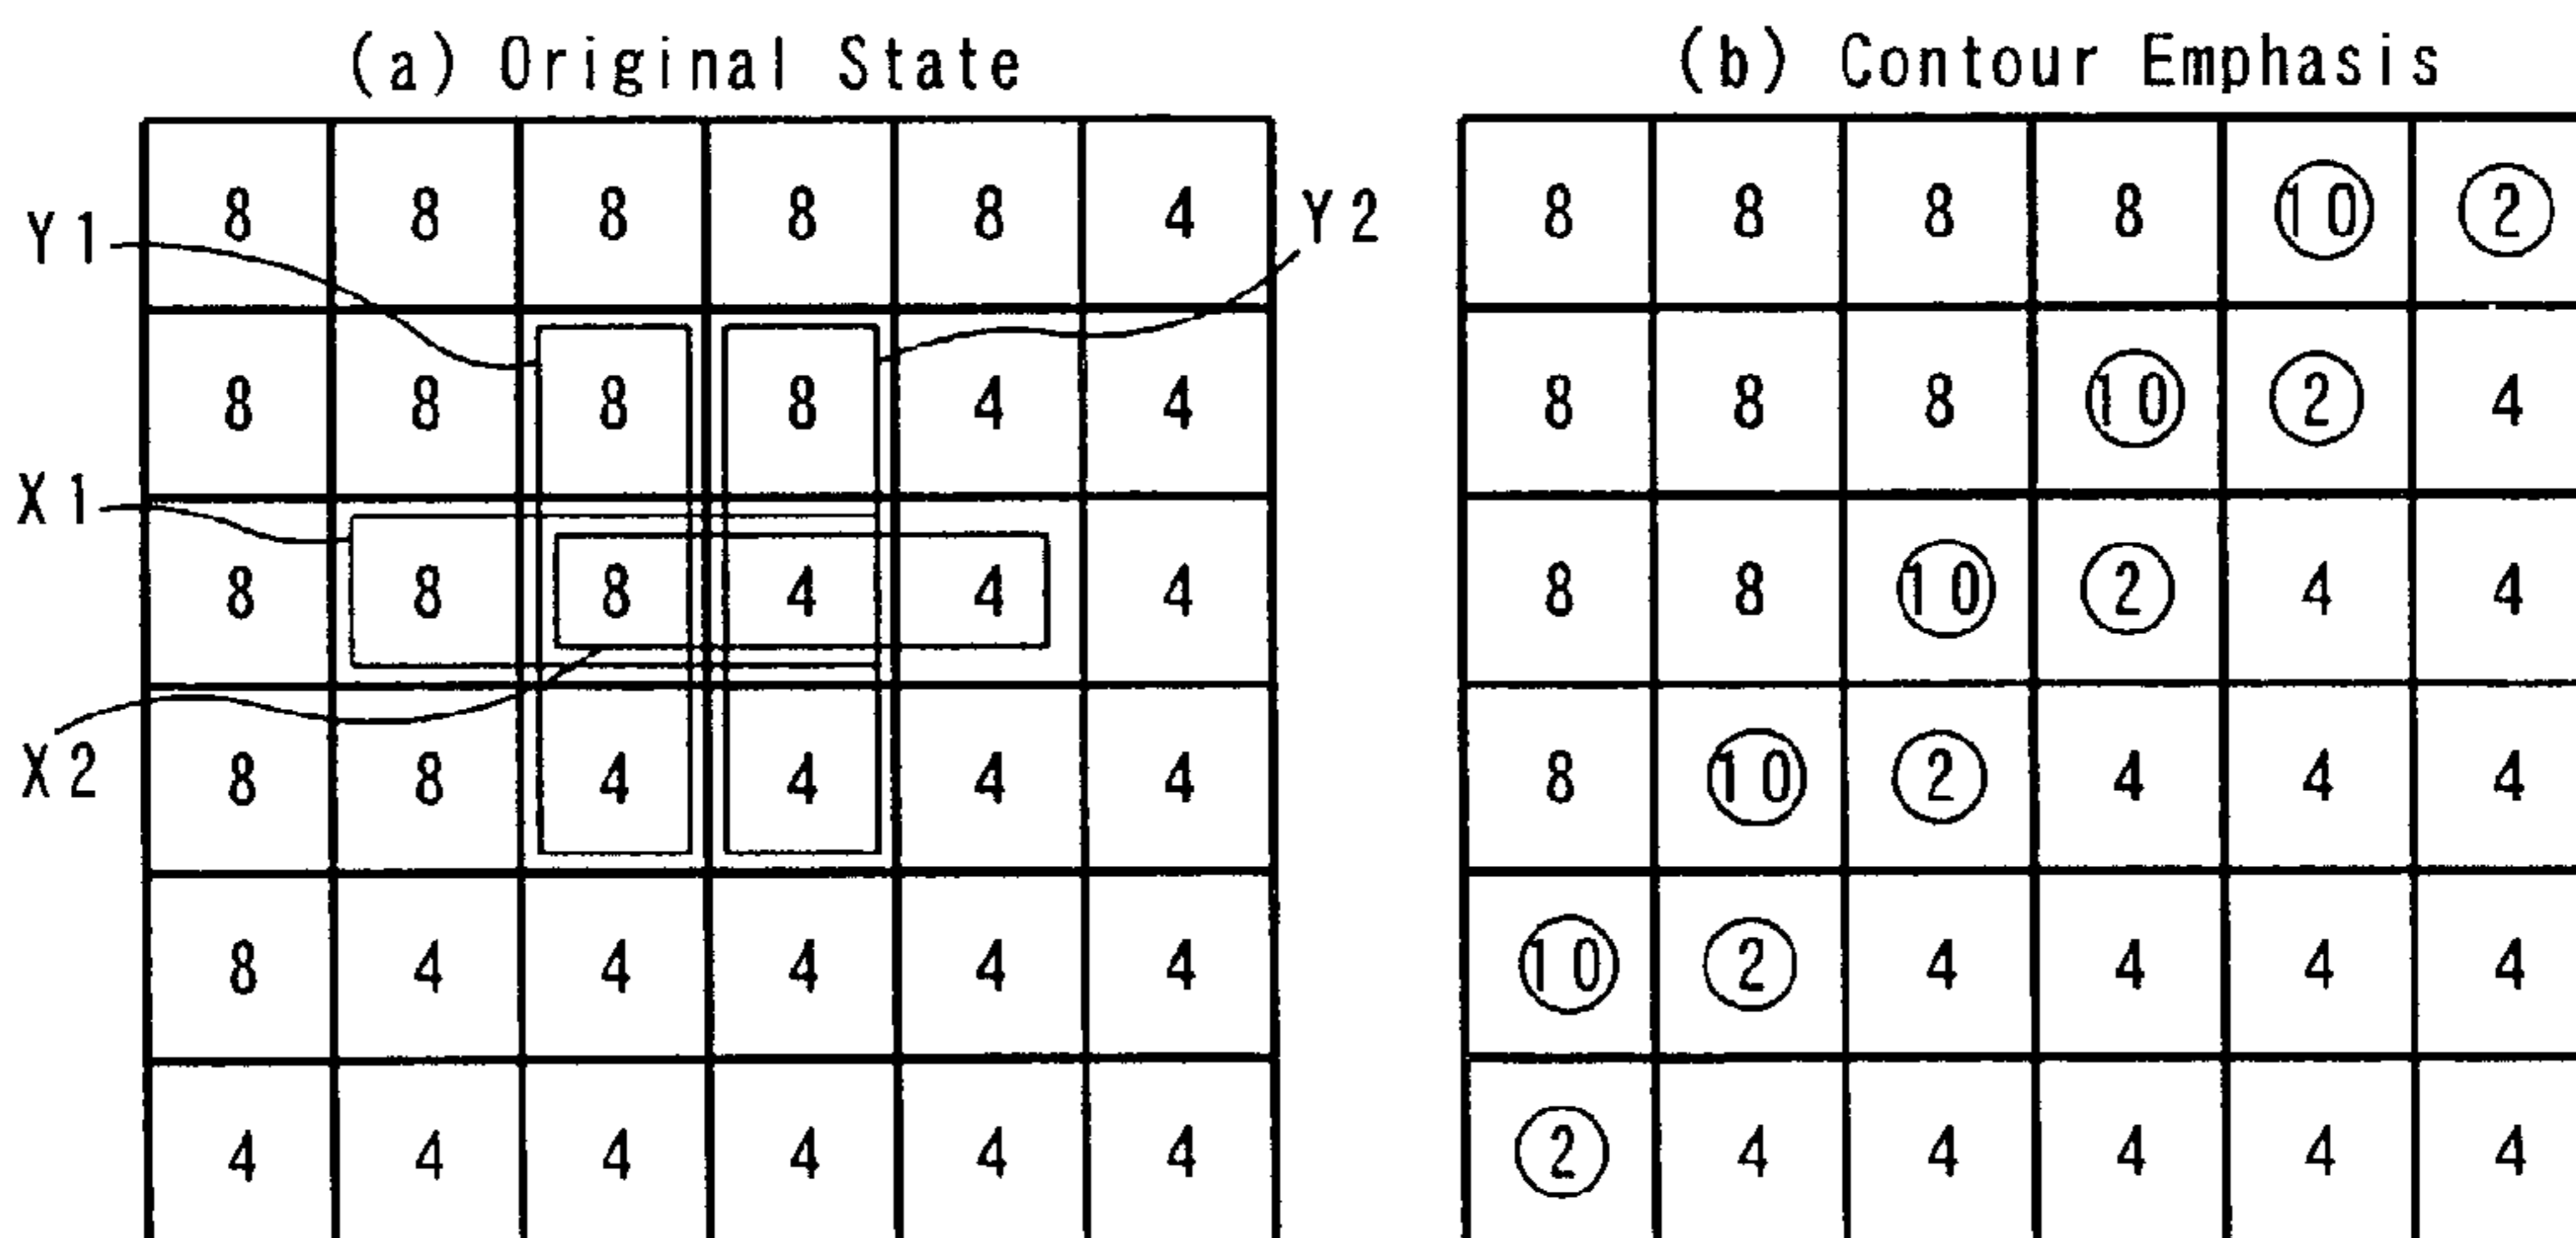 (a) Original State
8 8 8 8 8 4
8 8 8 8 4 4
8 8 8 4 4 4
8 8 4 4 4 4
8 4 4 4 4 4
4 4 4 4 4 4
Y1
Y2
X1
X2
(b) Contour Emphasis
8 8 8 8 10 2
8 8 8 10 2 4
8 8 10 2 4 4
8 10 2 4 4 4
10 2 4 4 4 4
2 4 4 4 4 4